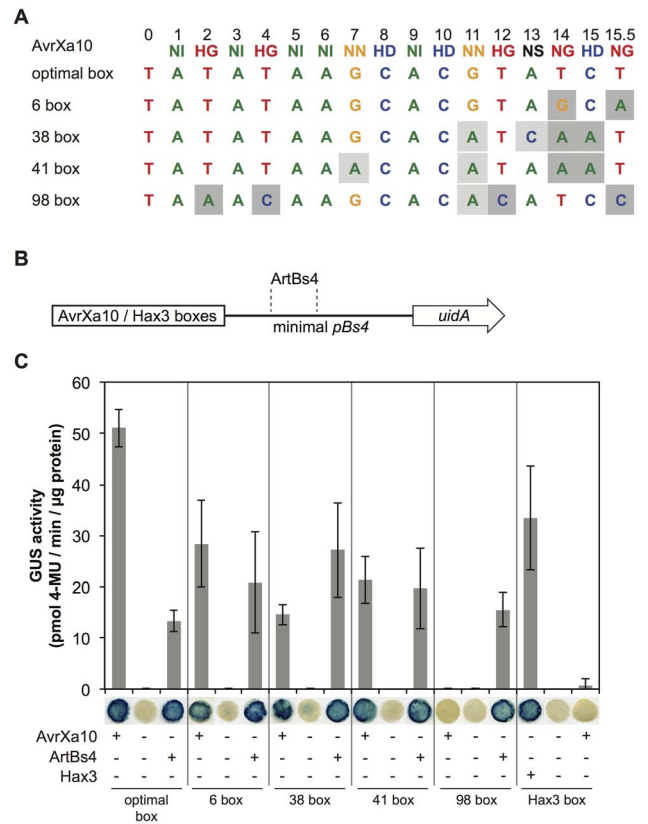 A
0 1 2 3 4 5 6 7 8 9 10 11 12 13 14 15 15.5
AvrXa10 NI HG NI HG NI NI NN HD NI HD NN HG NS NG HD NG
optimal box T A T A T A A G C A C G T A T C T
6 box T A T A T A A G C A C G T A G C A
38 box T A T A T A A G C A C A T C A A T
41 box T A T A T A A A C A C A T A A A T
98 box T A A A C A A G C A C A C A T C C
B
ArtBs4
AvrXa10 / Hax3 boxes
uidA
minimal pBs4
C
GUS activity
(pmol 4-MU / min / µg protein)
60
50
40
30
20
10
0
AvrXa10 + - - + - - + - - + - - + - - - - +
ArtBs4 - - + - - + - - + - - + - - + - - -
Hax3 - - - - - - - - - - - - - - - + - -
optimal box 6 box 38 box 41 box 98 box Hax3 box